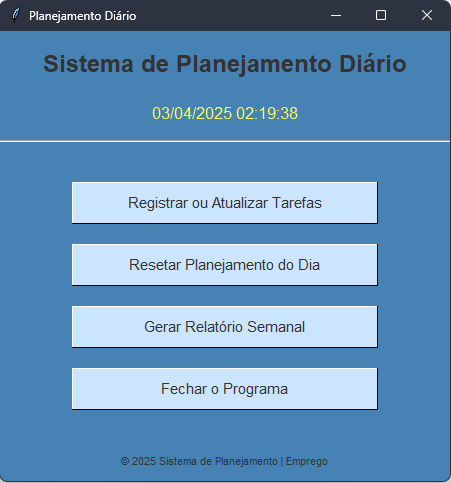 Planejamento Diário
Sistema de Planejamento Diário
03/04/2025 02:19:38
Registrar ou Atualizar Tarefas
Resetar Planejamento do Dia
Gerar Relatório Semanal
Fechar o Programa
© 2025 Sistema de Planejamento | Emprego